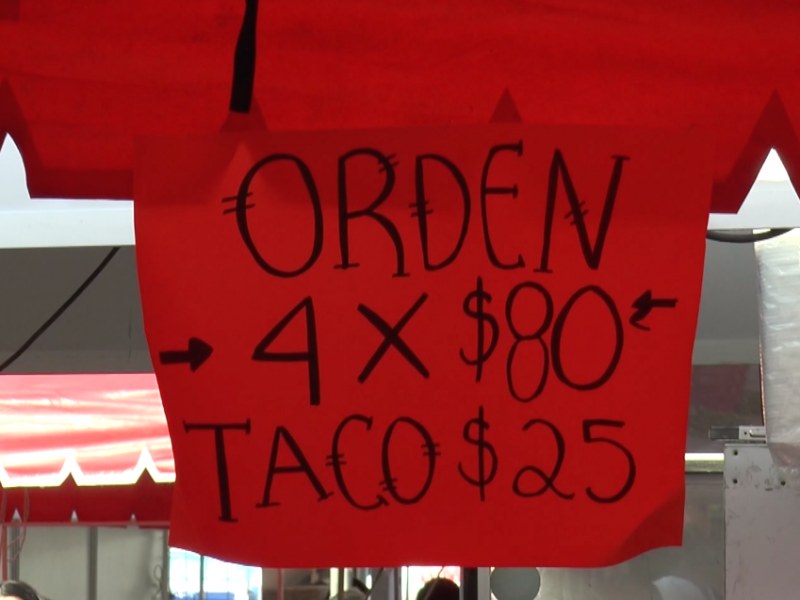 ORDEN
→ 4 X $80 ←
TACO $25